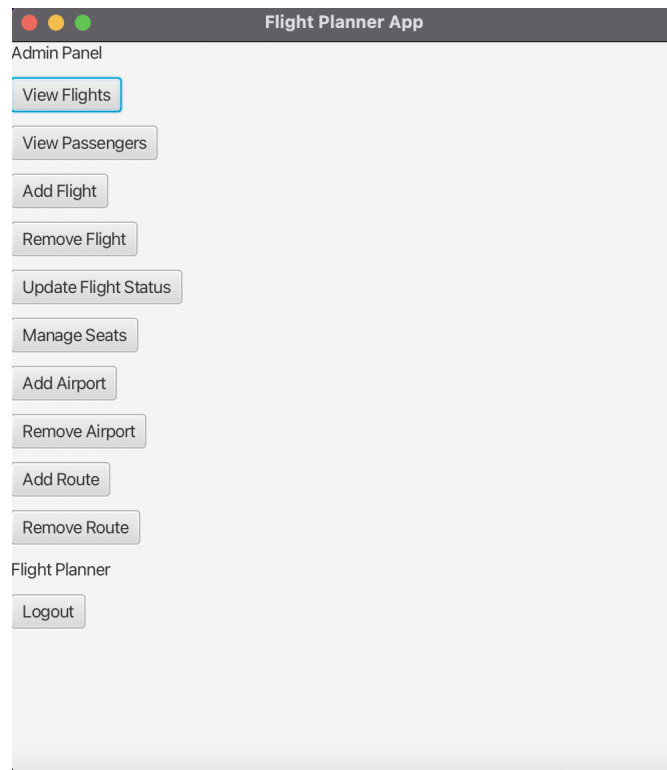 Flight Planner App
Admin Panel
View Flights
View Passengers
Add Flight
Remove Flight
Update Flight Status
Manage Seats
Add Airport
Remove Airport
Add Route
Remove Route
Flight Planner
Logout